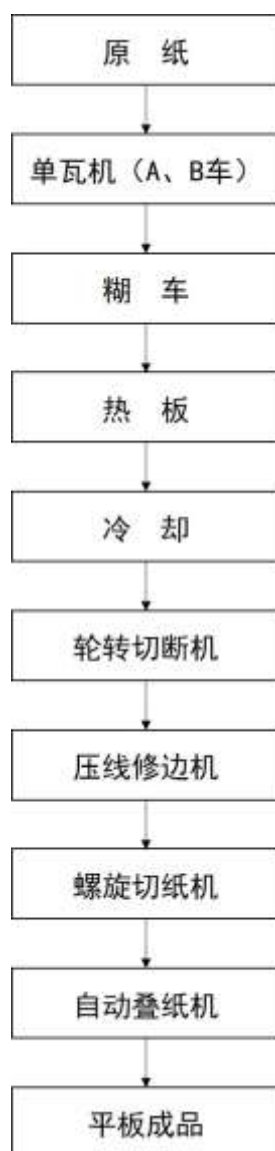 原 纸
单瓦机（A、B车）
糊 车
热 板
冷 却
轮转切断机
压线修边机
螺旋切纸机
自动叠纸机
平板成品